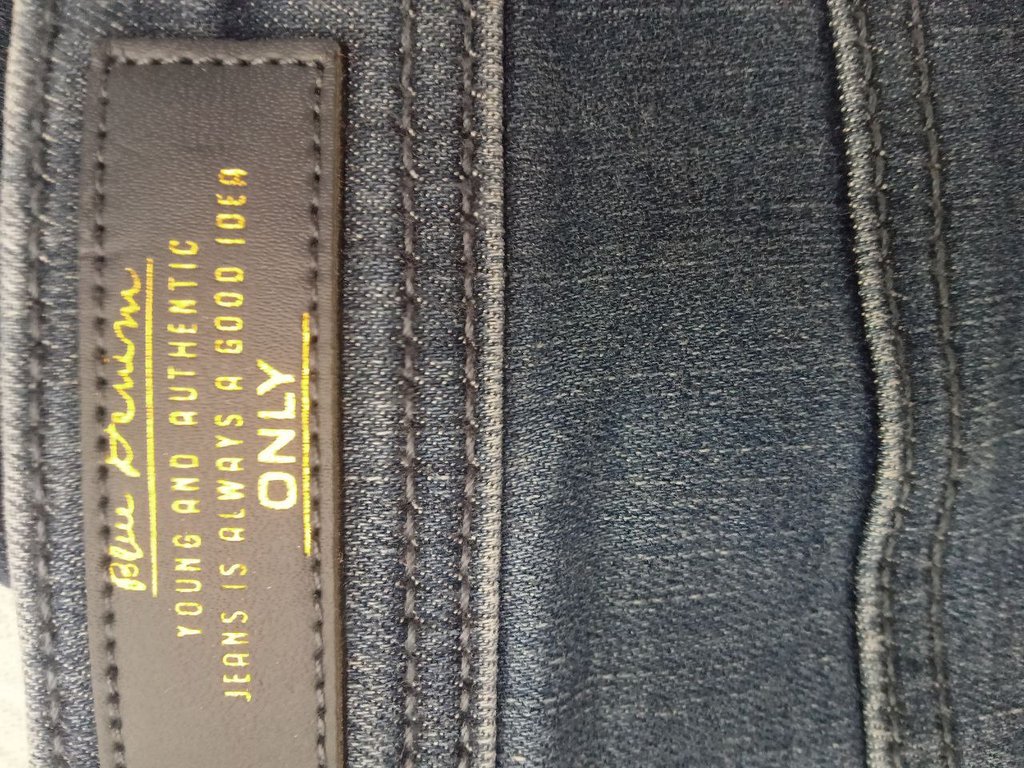 Blue Denim
YOUNG AND AUTHENTIC
JEANS IS ALWAYS A GOOD IDEA
ONLY